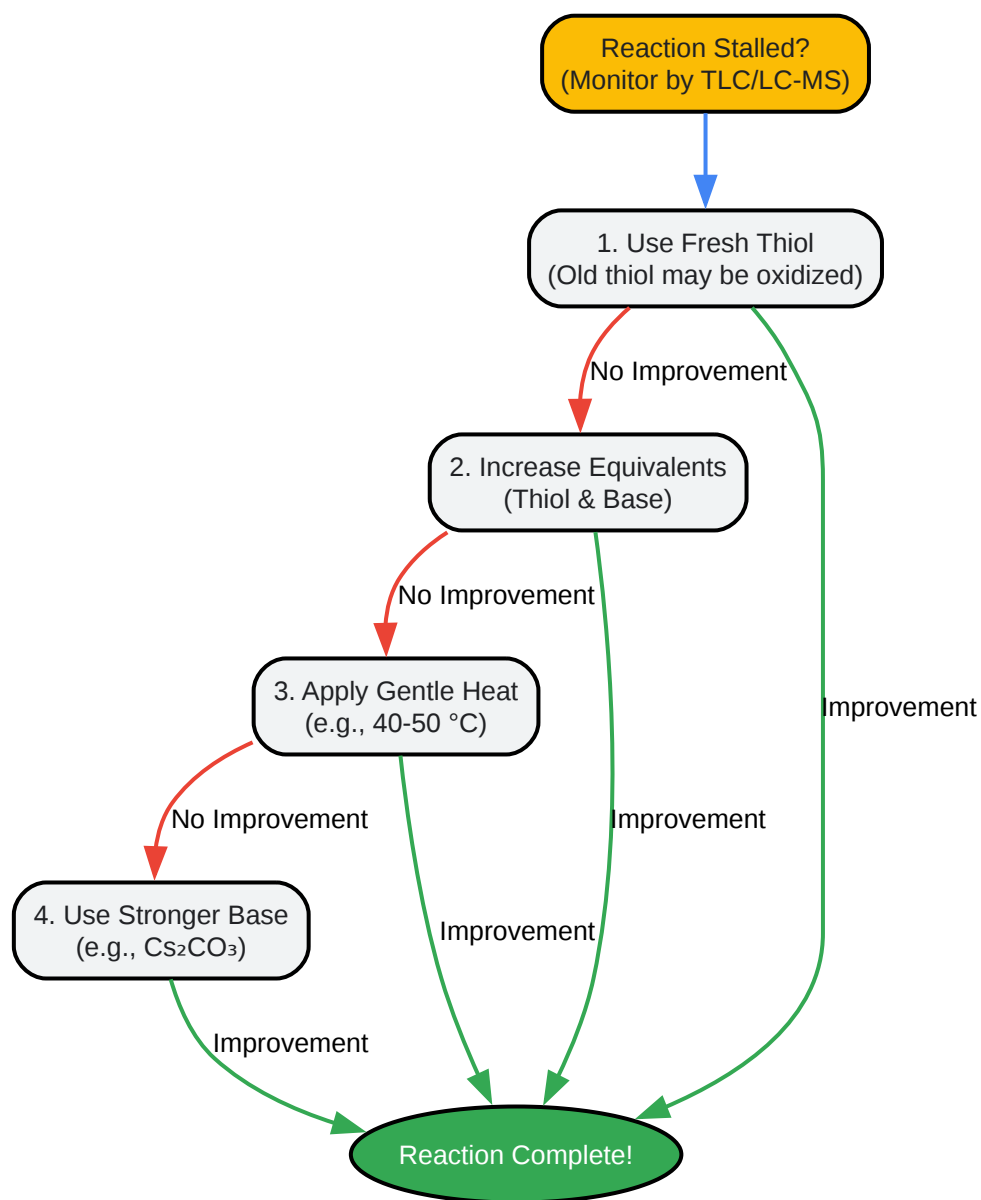 Reaction Stalled?
(Monitor by TLC/LC-MS)
1. Use Fresh Thiol
(Old thiol may be oxidized)
No Improvement
2. Increase Equivalents
(Thiol & Base)
No Improvement
3. Apply Gentle Heat
(e.g., 40-50 °C)
Improvement
No Improvement
Improvement
4. Use Stronger Base
(e.g., Cs₂CO₃)
Improvement
Improvement
Reaction Complete!